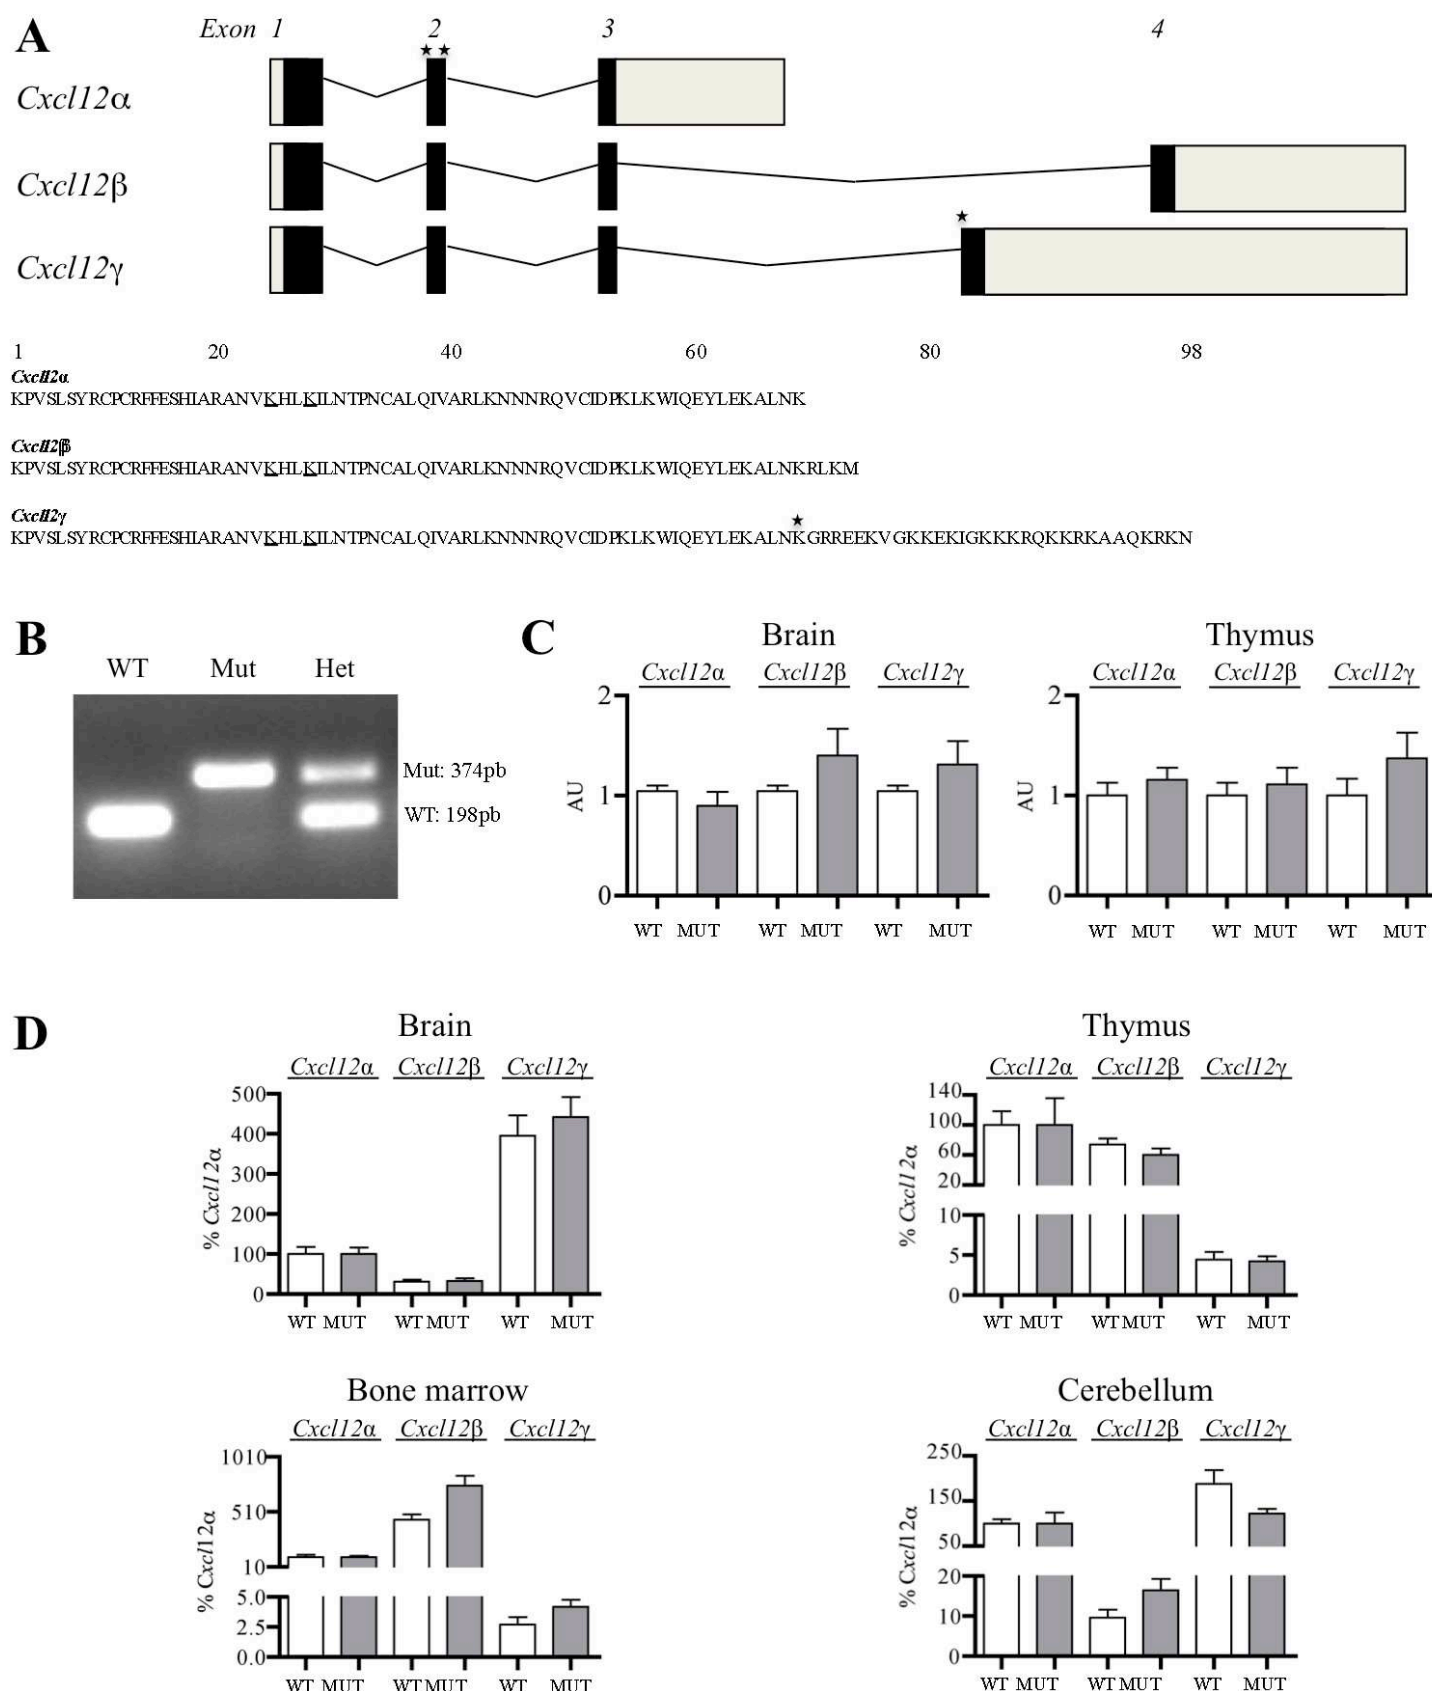 A
Exon 1 2 3 4
★ ★
Cxcl12α
Cxcl12β
★
Cxcl12γ
1 20 40 60 80 98
Cxcl12α
KPVSLSYRCPCRFFESHIARANVKHLKILNTPNCALQIVARLKNNNRQVCIDPKLKWIQEYLEKALNK
Cxcl12β
KPVSLSYRCPCRFFESHIARANVKHLKILNTPNCALQIVARLKNNNRQVCIDPKLKWIQEYLEKALNKRLKM
Cxcl12γ
★
KPVSLSYRCPCRFFESHIARANVKHLKILNTPNCALQIVARLKNNNRQVCIDPKLKWIQEYLEKALNKGRREEKVGKKEKIGKKKRQKKRKAAQKRKN
B
WT Mut Het
Mut: 374pb
WT: 198pb
C
Brain
Cxcl12α Cxcl12β Cxcl12γ
2
1
0
AU
WT MUT WT MUT WT MUT
Thymus
Cxcl12α Cxcl12β Cxcl12γ
2
1
0
AU
WT MUT WT MUT WT MUT
D
Brain
Cxcl12α Cxcl12β Cxcl12γ
500
400
300
200
100
0
% Cxcl12α
WT MUT WT MUT WT MUT
Thymus
Cxcl12α Cxcl12β Cxcl12γ
140
100
60
20
10
5
0
% Cxcl12α
WT MUT WT MUT WT MUT
Bone marrow
Cxcl12α Cxcl12β Cxcl12γ
1010
510
10
5.0
2.5
0.0
% Cxcl12α
WT MUT WT MUT WT MUT
Cerebellum
Cxcl12α Cxcl12β Cxcl12γ
250
150
50
20
10
0
% Cxcl12α
WT MUT WT MUT WT MUT